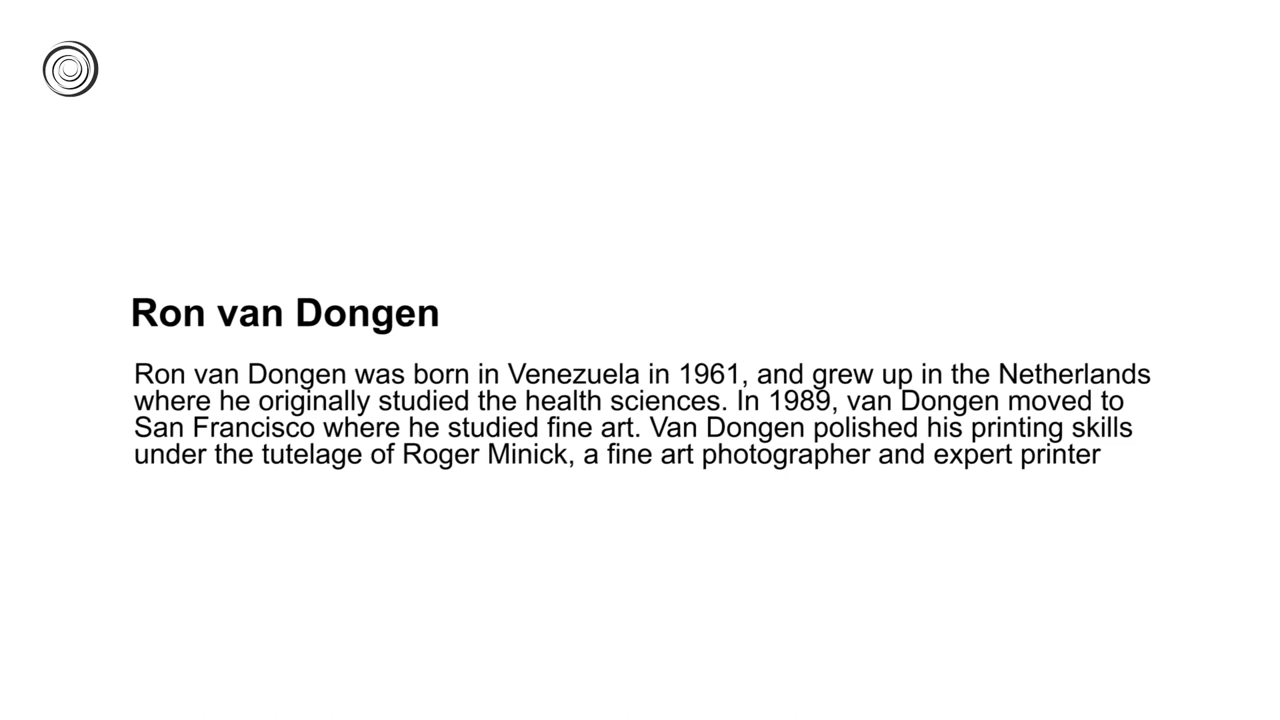 Ron van Dongen
Ron van Dongen was born in Venezuela in 1961, and grew up in the Netherlands
where he originally studied the health sciences. In 1989, van Dongen moved to
San Francisco where he studied fine art. Van Dongen polished his printing skills
under the tutelage of Roger Minick, a fine art photographer and expert printer